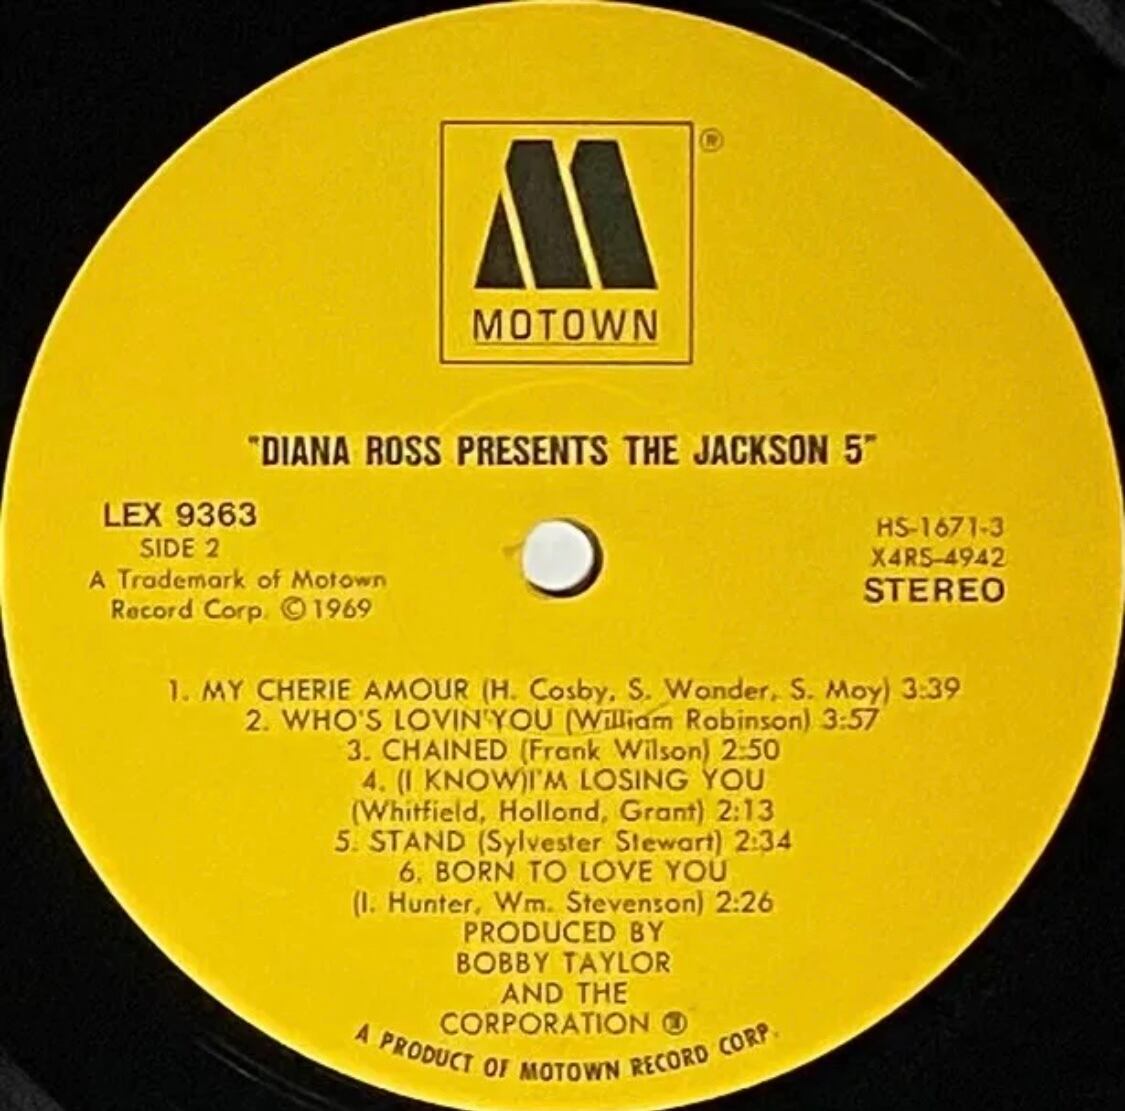 ®
MOTOWN
"DIANA ROSS PRESENTS THE JACKSON 5"
LEX 9363
SIDE 2
A Trademark of Motown
Record Corp. © 1969
HS-1671-3
X4RS-4942
STEREO
1. MY CHERIE AMOUR (H. Cosby, S. Wonder, S. Moy) 3:39
2. WHO'S LOVIN' YOU (William Robinson) 3:57
3. CHAINED (Frank Wilson) 2:50
4. (I KNOW)I'M LOSING YOU
(Whitfield, Holland, Grant) 2:13
5. STAND (Sylvester Stewart) 2:34
6. BORN TO LOVE YOU
(I. Hunter, Wm. Stevenson) 2:26
PRODUCED BY
BOBBY TAYLOR
AND THE
CORPORATION
A PRODUCT OF MOTOWN RECORD CORP.